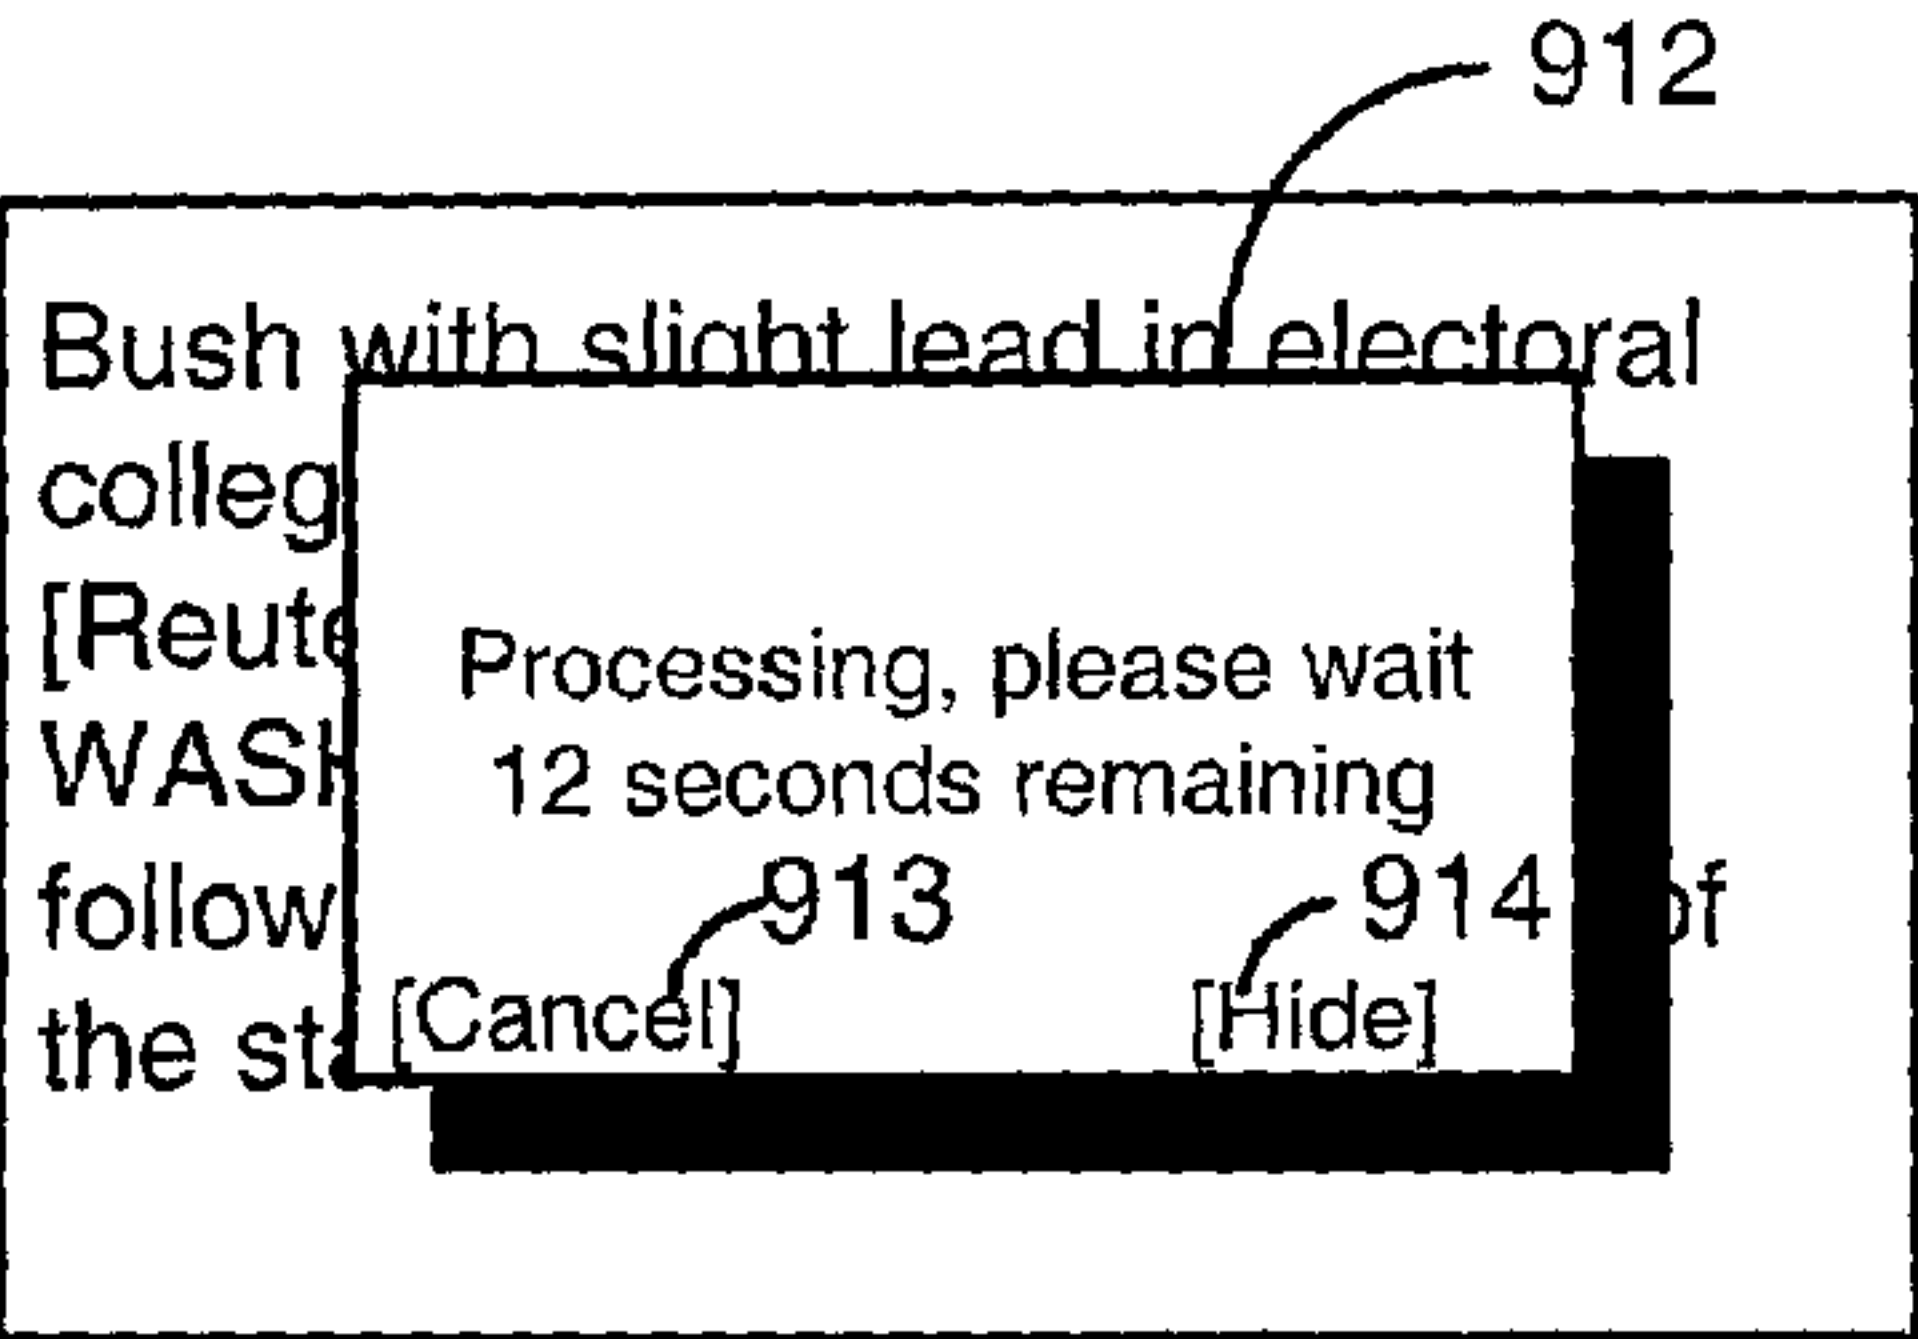 912
Bush with slight lead in electoral
colleg
[Reute
WASH
follow of
the sta
Processing, please wait
12 seconds remaining
913 914
[Cancel] [Hide]